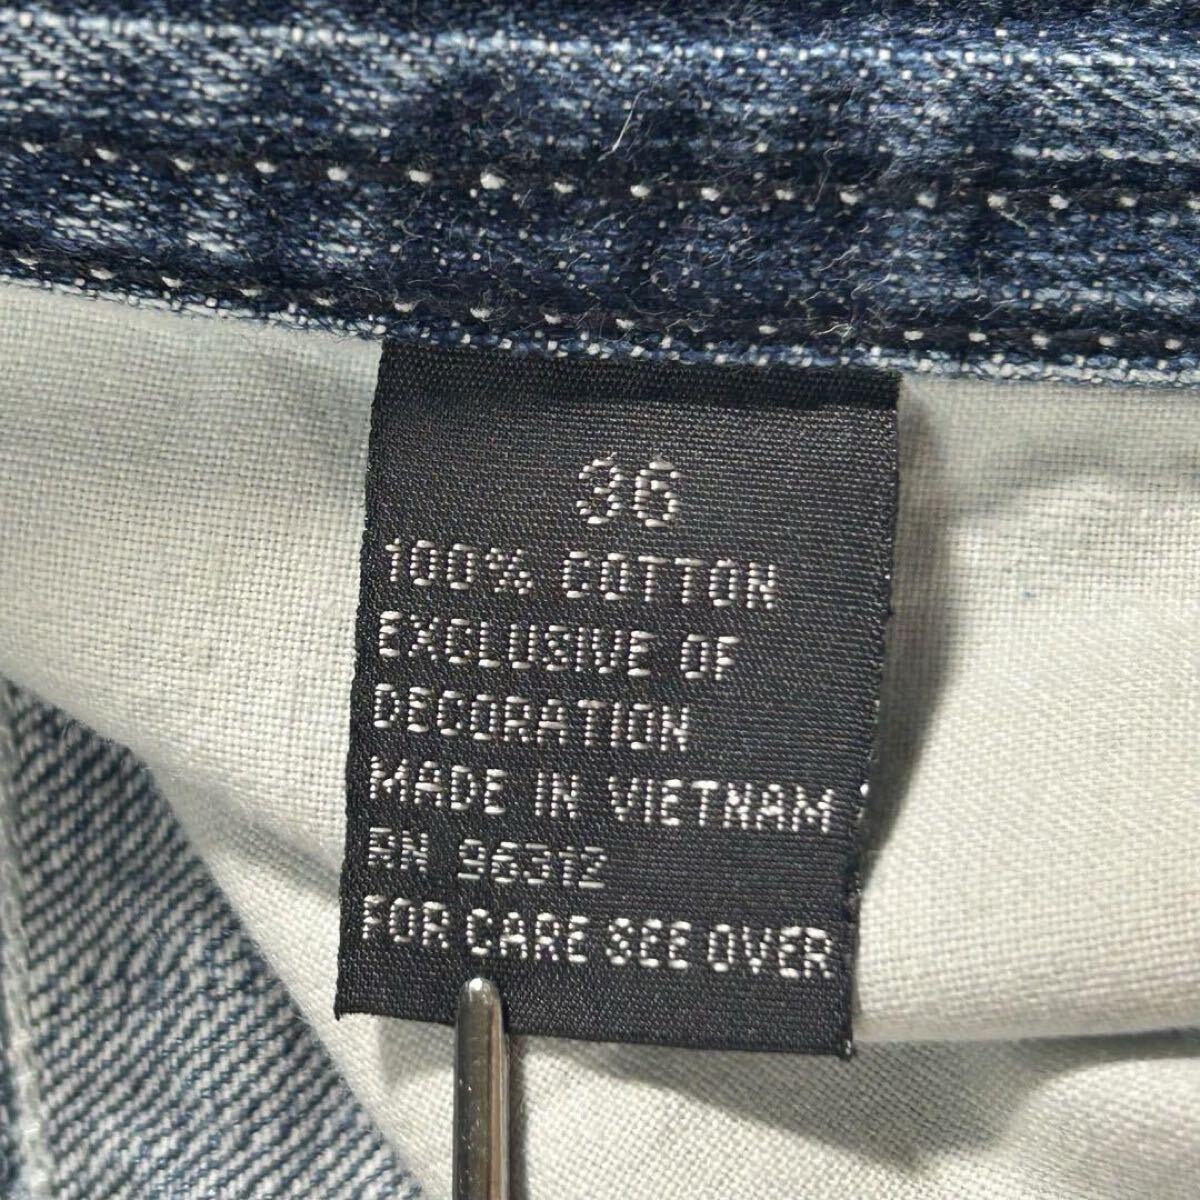 36
100% COTTON
EXCLUSIVE OF
DECORATION
MADE IN VIETNAM
RN 96312
FOR CARE SEE OVER